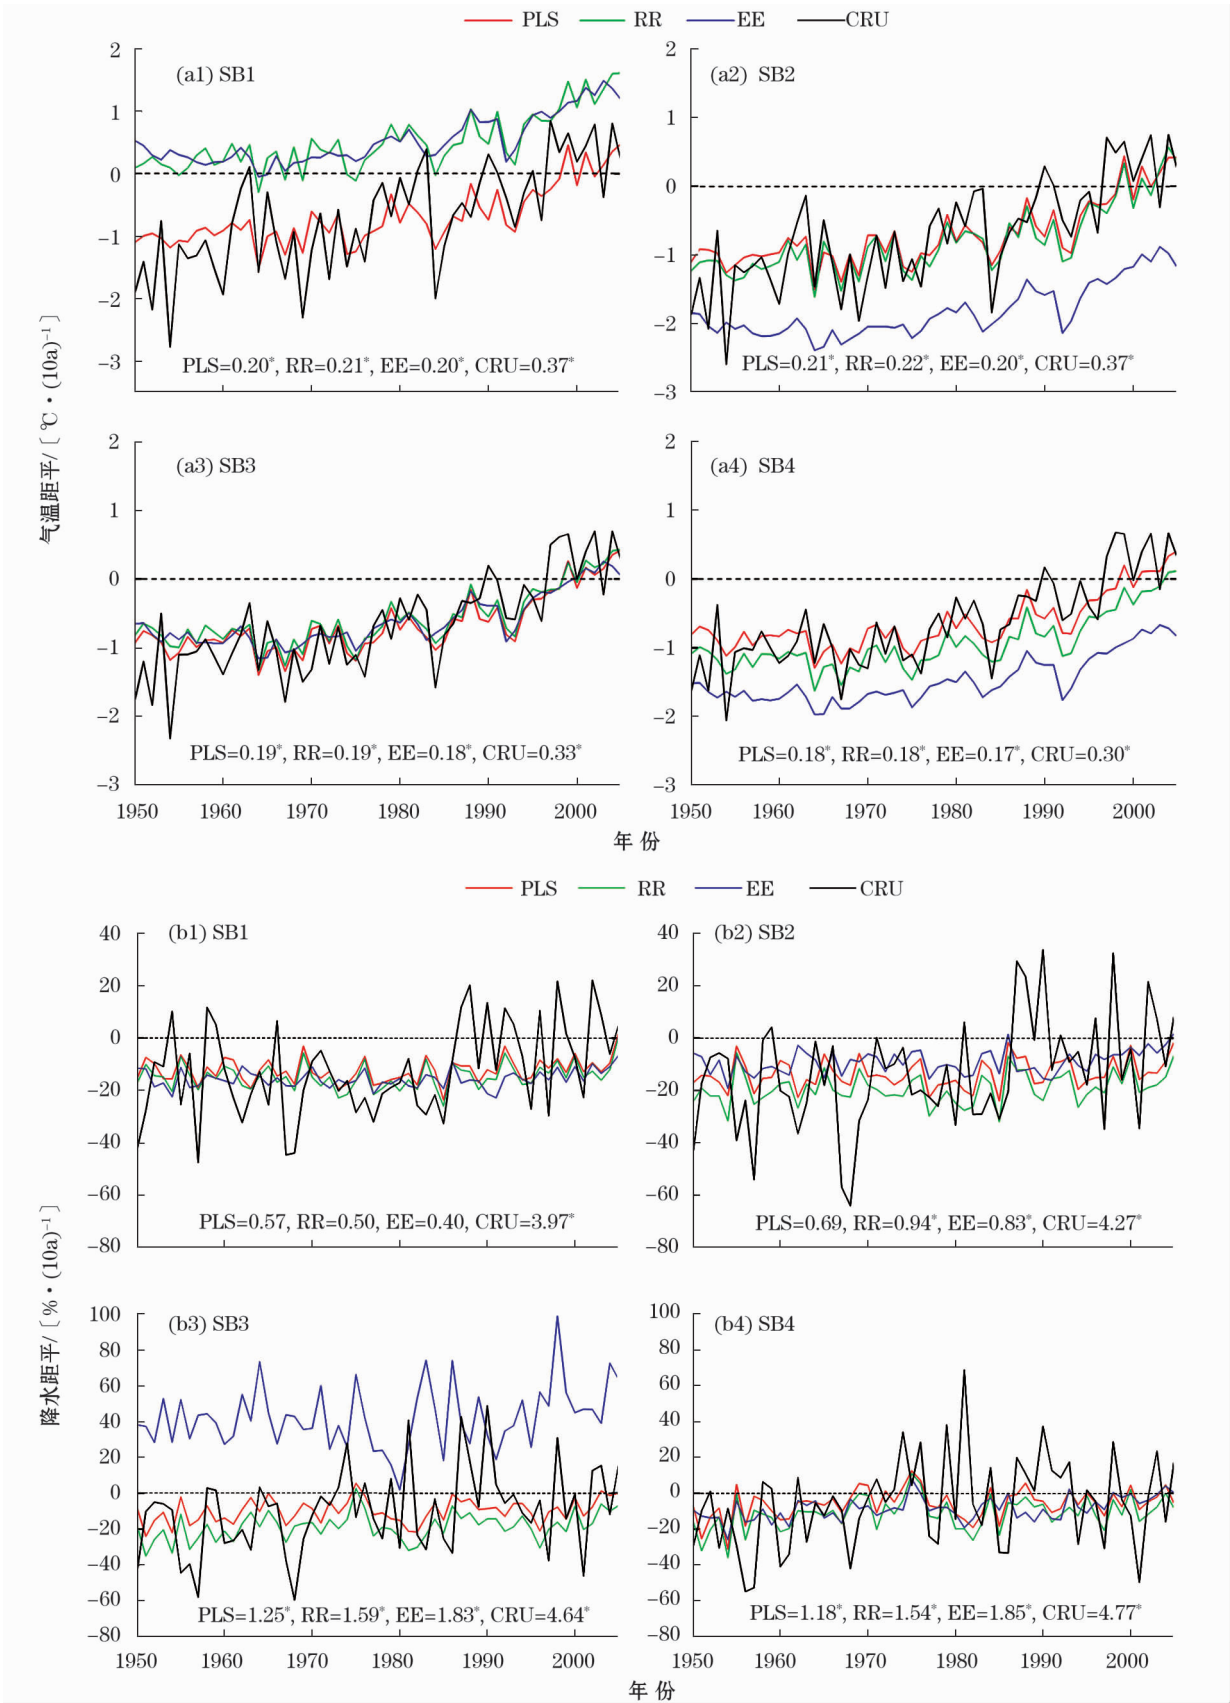 PLS RR EE CRU
(a1) SB1
2
1
0
−1
−2
−3
PLS=0.20*, RR=0.21*, EE=0.20*, CRU=0.37*
(a2) SB2
2
1
0
−1
−2
−3
PLS=0.21*, RR=0.22*, EE=0.20*, CRU=0.37*
气温距平/〔℃·(10a)⁻¹〕
(a3) SB3
2
1
0
−1
−2
−3
PLS=0.19*, RR=0.19*, EE=0.18*, CRU=0.33*
1950 1960 1970 1980 1990 2000
(a4) SB4
2
1
0
−1
−2
−3
PLS=0.18*, RR=0.18*, EE=0.17*, CRU=0.30*
1950 1960 1970 1980 1990 2000
年份
PLS RR EE CRU
(b1) SB1
40
20
0
−20
−40
−60
−80
PLS=0.57, RR=0.50, EE=0.40, CRU=3.97*
(b2) SB2
40
20
0
−20
−40
−60
−80
PLS=0.69, RR=0.94*, EE=0.83*, CRU=4.27*
降水距平/〔%·(10a)⁻¹〕
(b3) SB3
100
80
60
40
20
0
−20
−40
−60
−80
PLS=1.25*, RR=1.59*, EE=1.83*, CRU=4.64*
1950 1960 1970 1980 1990 2000
(b4) SB4
100
80
60
40
20
0
−20
−40
−60
−80
PLS=1.18*, RR=1.54*, EE=1.85*, CRU=4.77*
1950 1960 1970 1980 1990 2000
年份